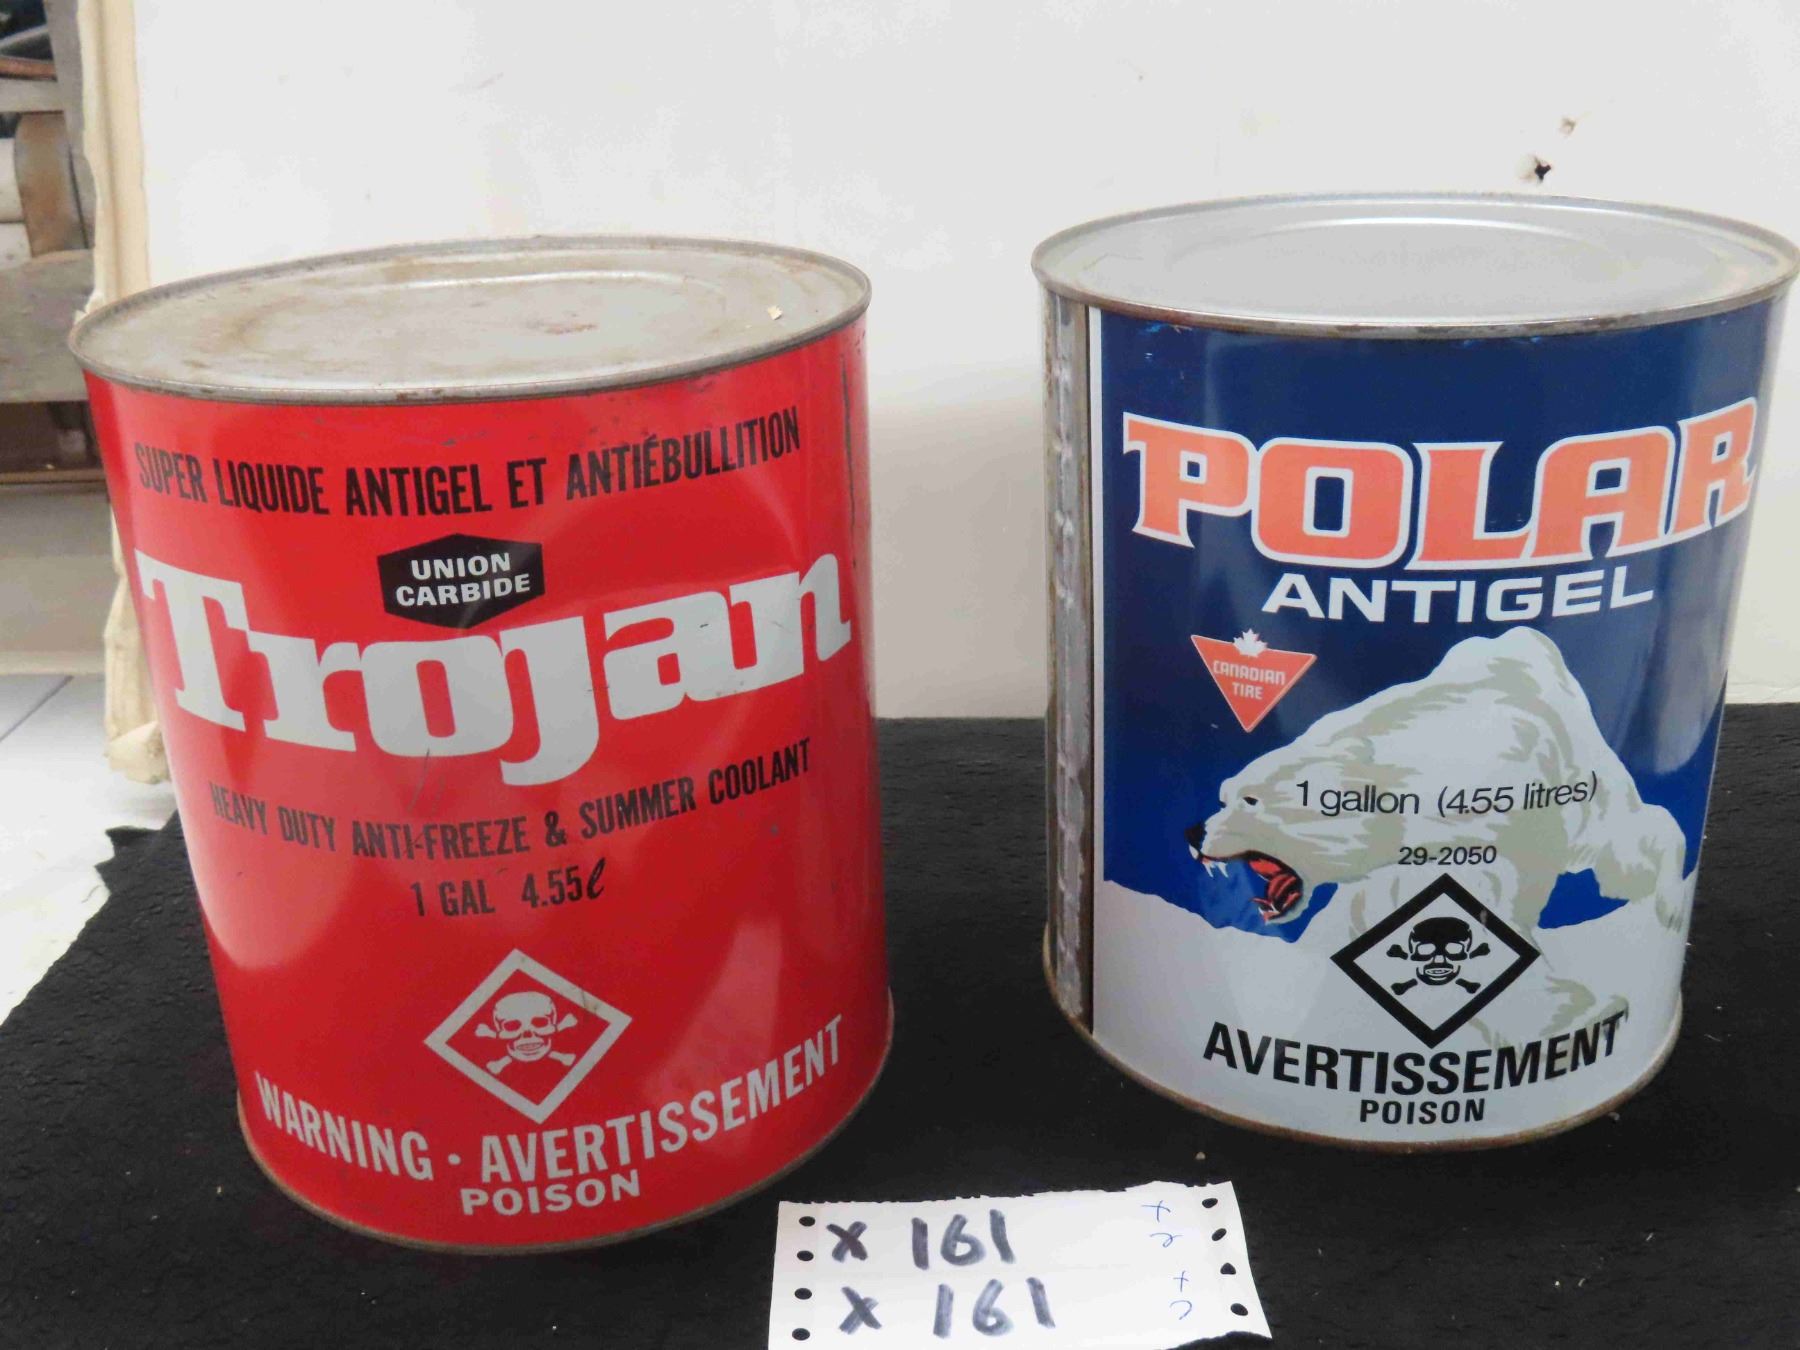 SUPER LIQUIDE ANTIGEL ET ANTIÉBULLITION
UNION
CARBIDE
Trojan
HEAVY DUTY ANTI-FREEZE & SUMMER COOLANT
1 GAL 4.55ℓ
WARNING · AVERTISSEMENT
POISON
POLAR
ANTIGEL
CANADIAN
TIRE
1 gallon (4.55 litres)
29-2050
AVERTISSEMENT
POISON
X 161
X 161